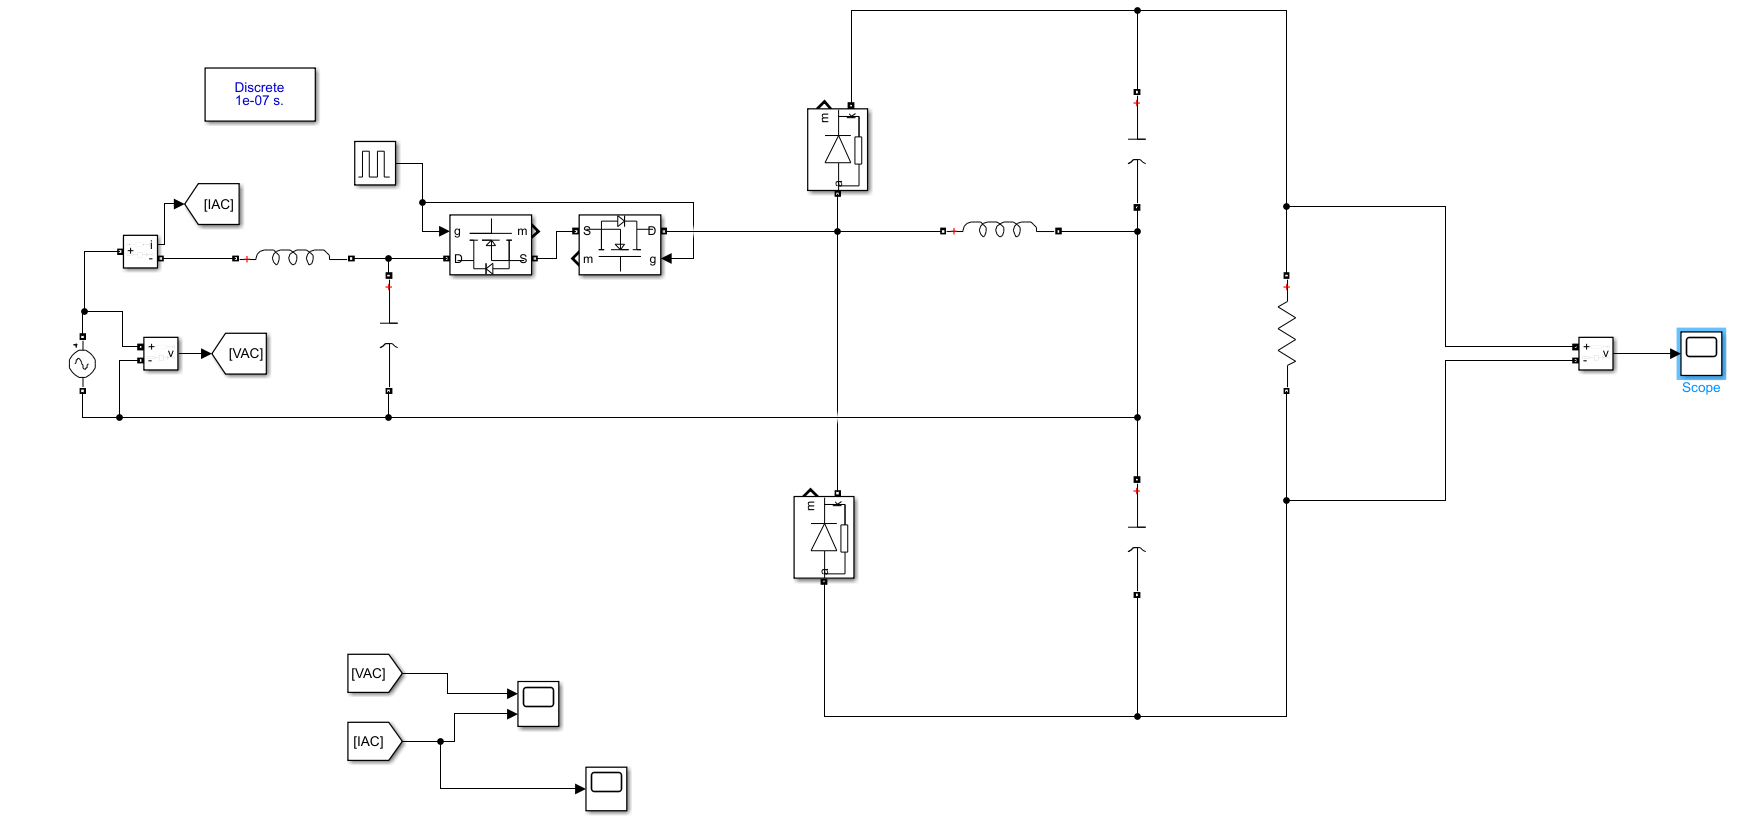 Discrete
1e-07 s.
[IAC]
i
+
-
g
m
D
S
S
D
m
g
m
k
a
+
-
v
[VAC]
+
-
v
Scope
m
k
a
[VAC]
[IAC]